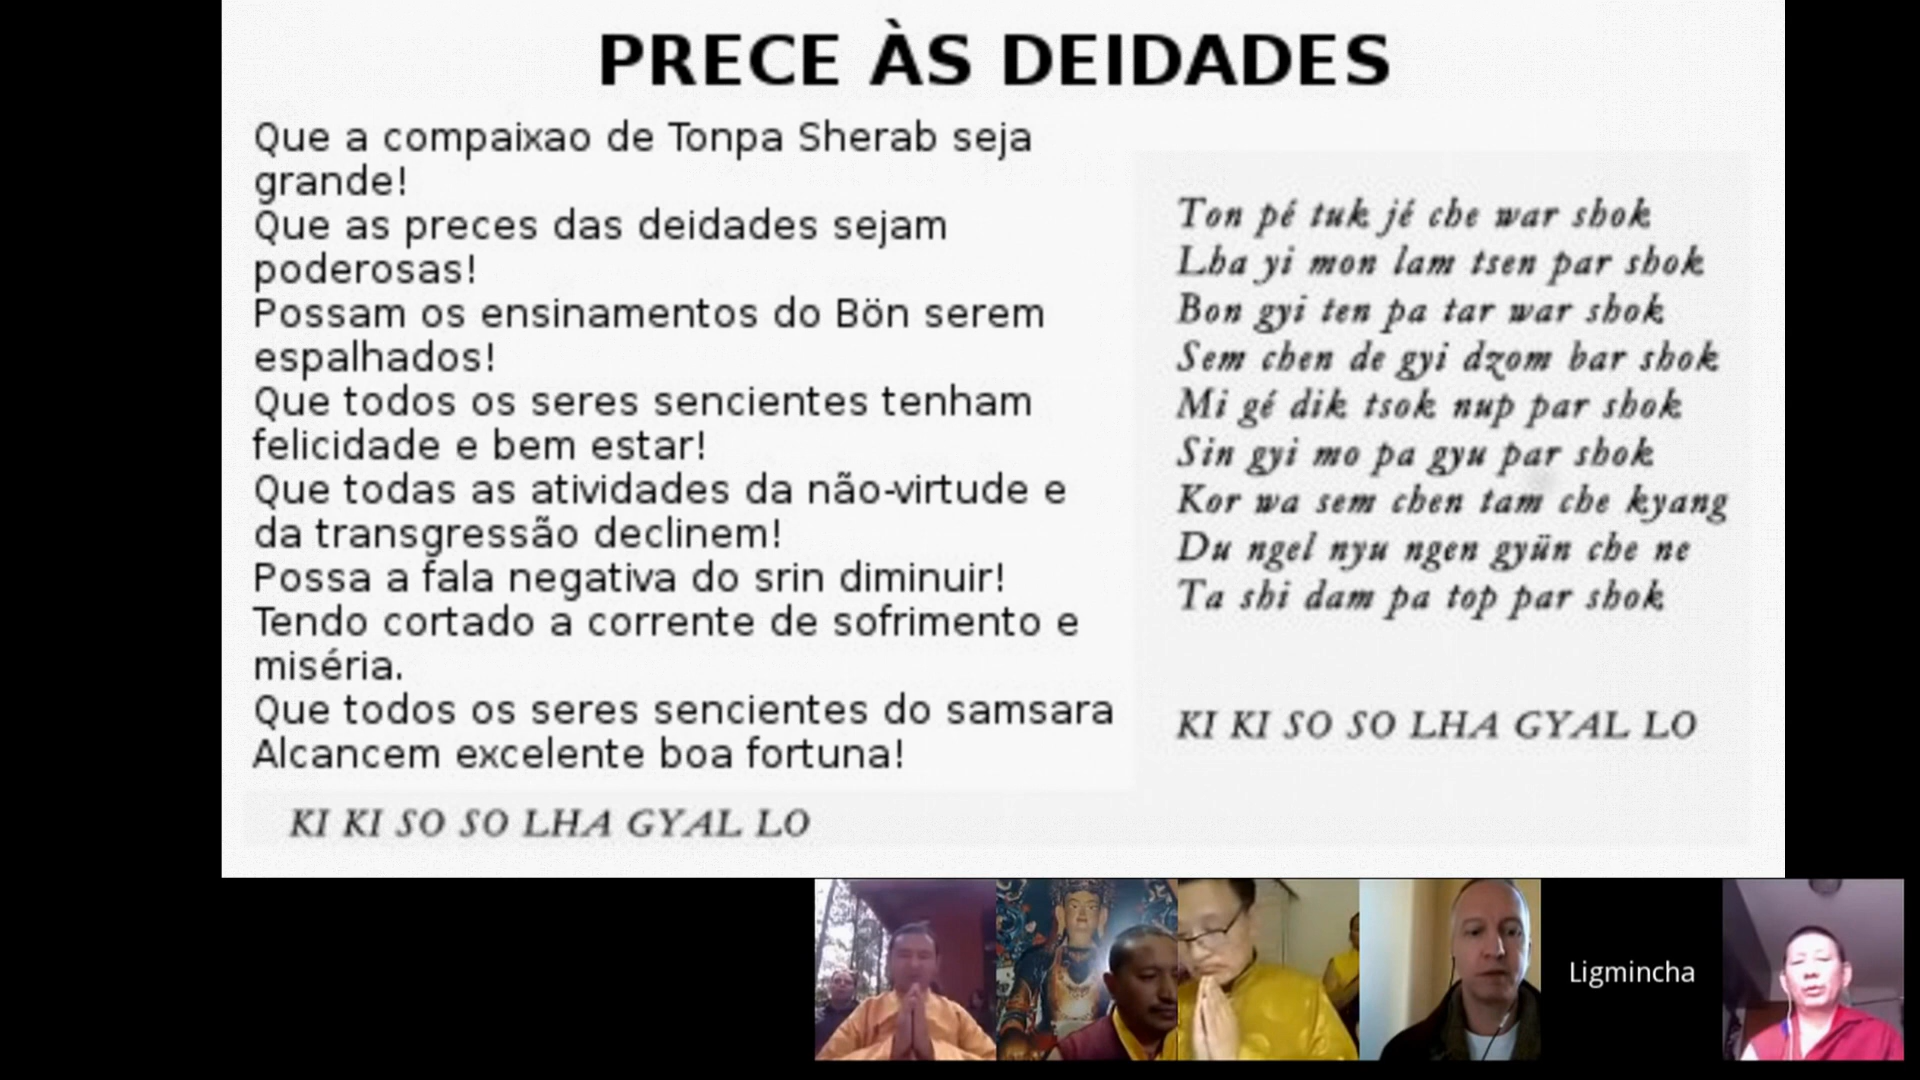 PRECE ÀS DEIDADES
Que a compaixao de Tonpa Sherab seja
grande!
Que as preces das deidades sejam
poderosas!
Possam os ensinamentos do Bön serem
espalhados!
Que todos os seres sencientes tenham
felicidade e bem estar!
Que todas as atividades da não-virtude e
da transgressão declinem!
Possa a fala negativa do srin diminuir!
Tendo cortado a corrente de sofrimento e
miséria.
Que todos os seres sencientes do samsara
Alcancem excelente boa fortuna!
KI KI SO SO LHA GYAL LO
Ton pé tuk jé che war shok
Lha yi mon lam tsen par shok
Bon gyi ten pa tar war shok
Sem chen de gyi dzom bar shok
Mi gé dik tsok nup par shok
Sin gyi mo pa gyu par shok
Kor wa sem chen tam che kyang
Du ngel nyu ngen gyün che ne
Ta shi dam pa top par shok
KI KI SO SO LHA GYAL LO
Ligmincha